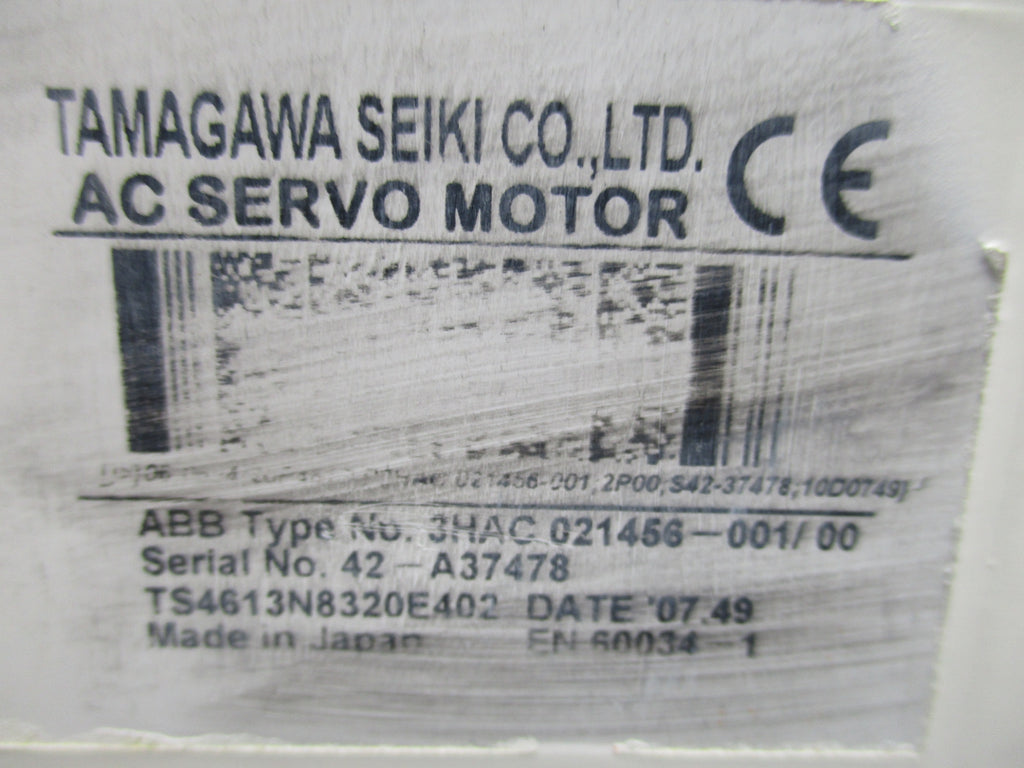 TAMAGAWA SEIKI CO.,LTD.
AC SERVO MOTOR CE
021456-001,2P00,S42-37478,10D0749
ABB Type No. 3HAC 021456-001/00
Serial No. 42-A37478
TS4613N8320E402 DATE '07.49
Made in Japan EN 60034-1